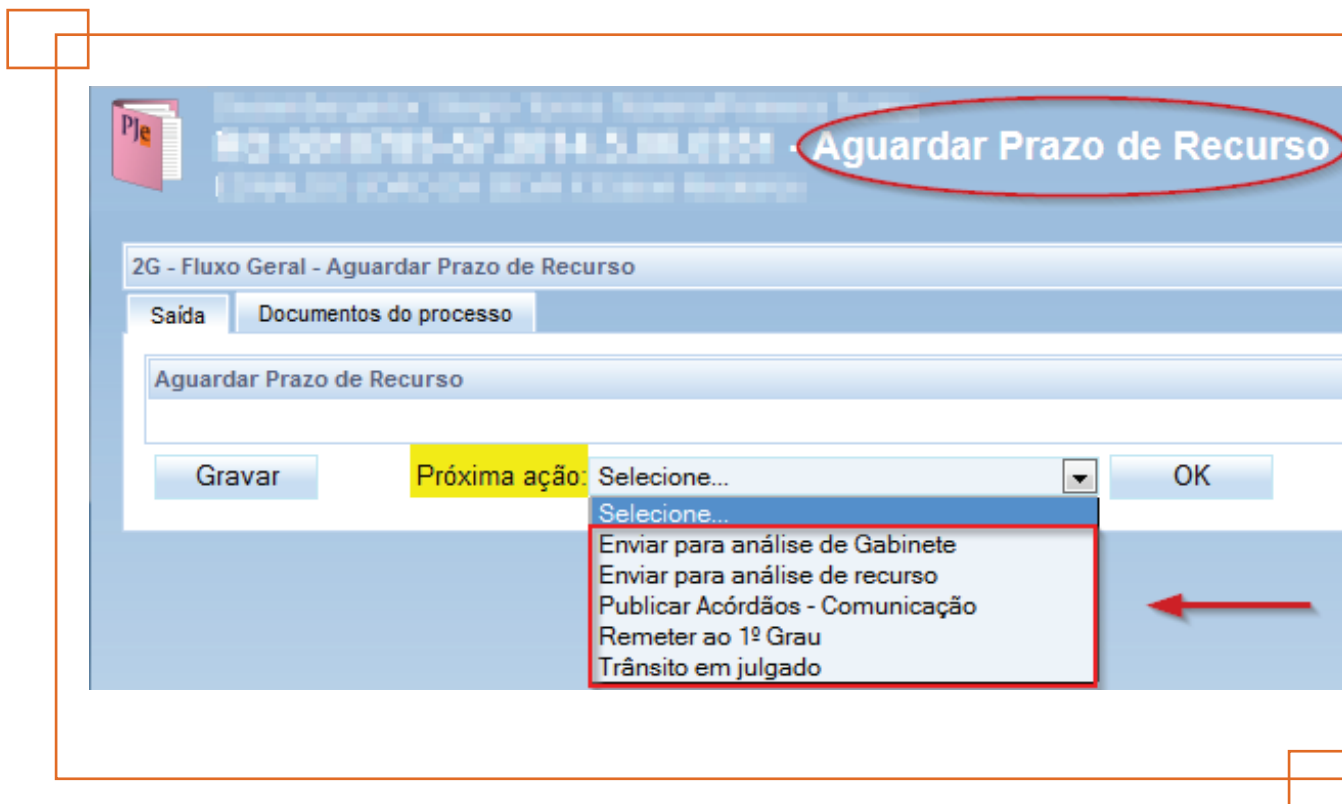 PJe
- Aguardar Prazo de Recurso
2G - Fluxo Geral - Aguardar Prazo de Recurso
Saída Documentos do processo
Aguardar Prazo de Recurso
Gravar Próxima ação: Selecione... OK
Selecione...
Enviar para análise de Gabinete
Enviar para análise de recurso
Publicar Acórdãos - Comunicação
Remeter ao 1º Grau
Trânsito em julgado